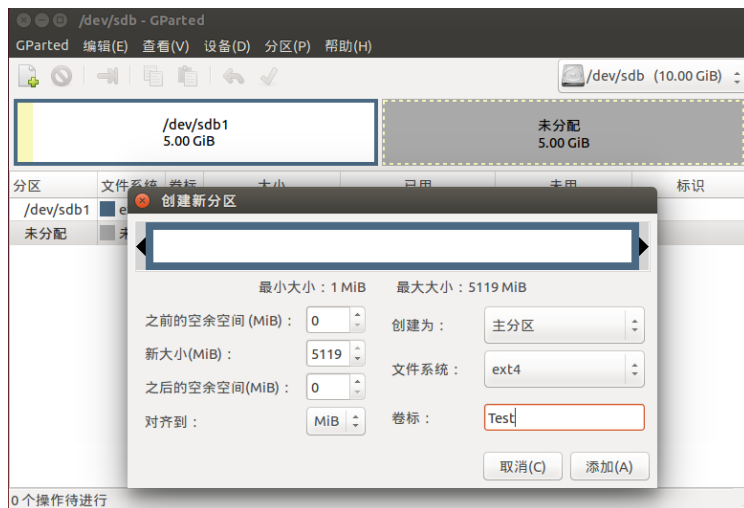 /dev/sdb - GParted
GParted 编辑(E) 查看(V) 设备(D) 分区(P) 帮助(H)
/dev/sdb (10.00 GiB)
/dev/sdb1
5.00 GiB
未分配
5.00 GiB
分区 文件系统 卷标 大小 已用 未用 标识
/dev/sdb1 e
未分配 未
创建新分区
最小大小：1 MiB 最大大小：5119 MiB
之前的空余空间 (MiB)： 0
新大小(MiB)： 5119
之后的空余空间(MiB)： 0
对齐到： MiB
创建为： 主分区
文件系统： ext4
卷标： Test
取消(C) 添加(A)
0 个操作待进行